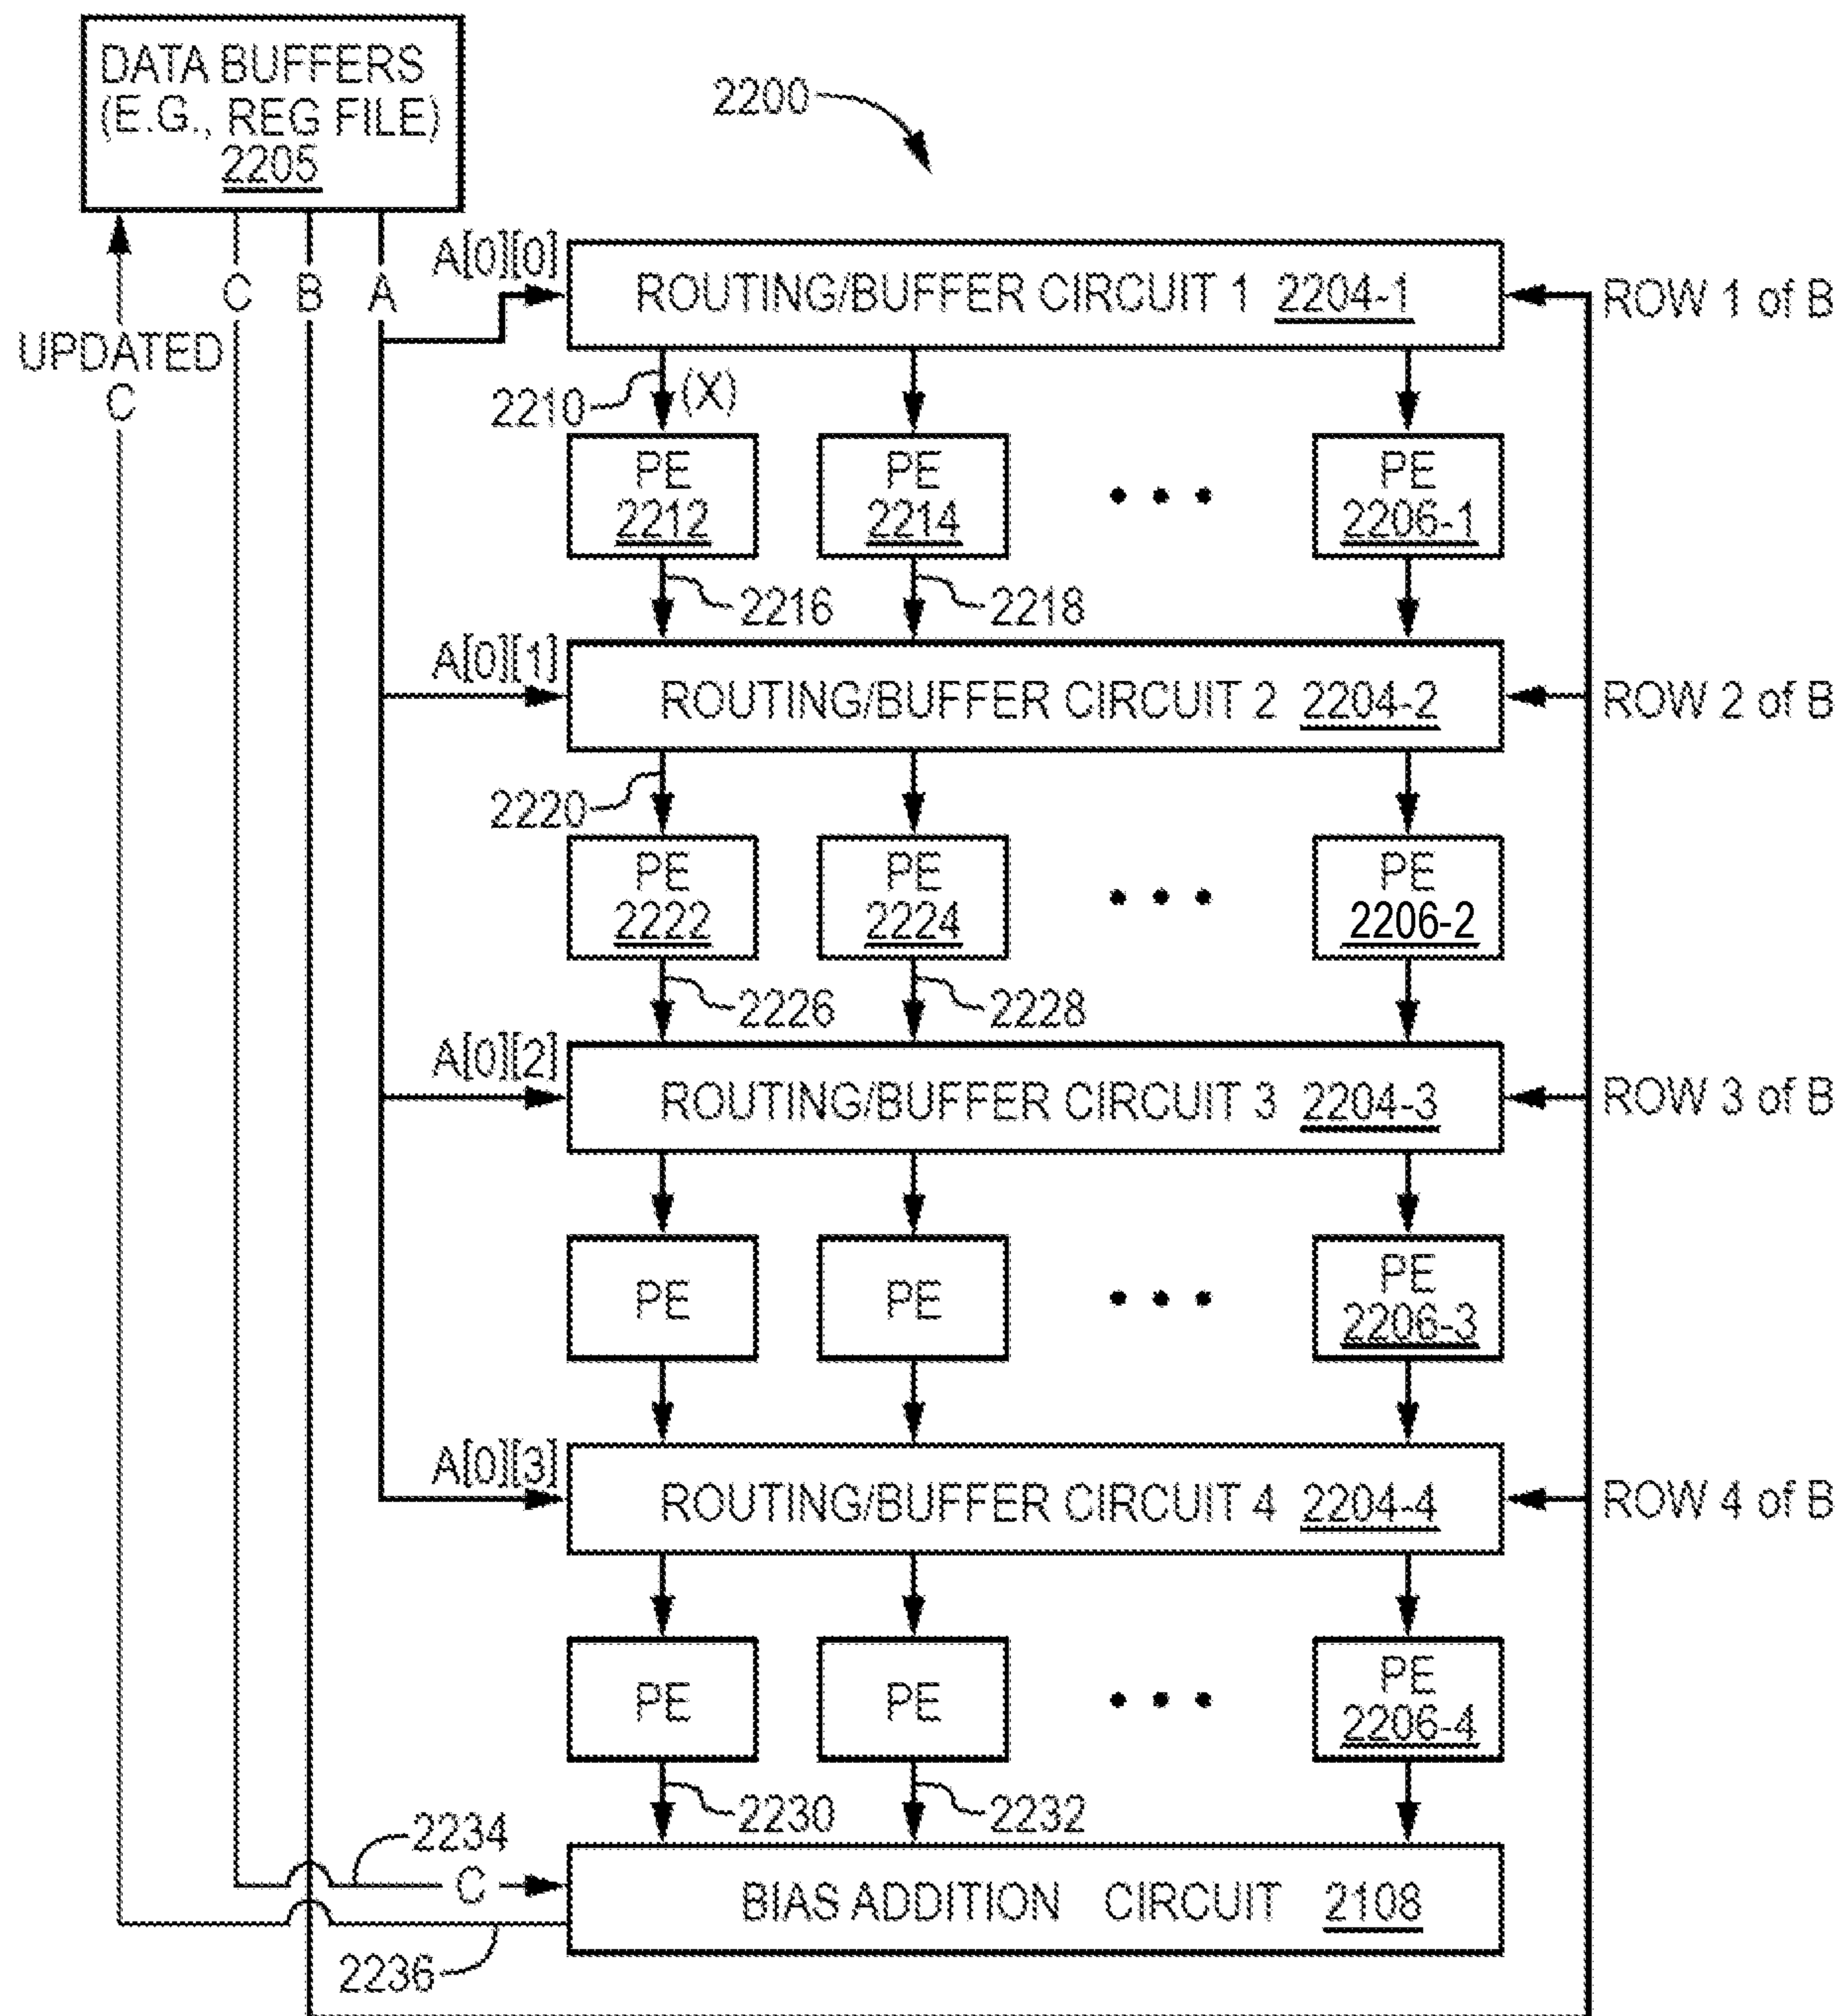 DATA BUFFERS
(E.G., REG FILE)
2205
2200
C B A
UPDATED
C
A[0][0]
ROUTING/BUFFER CIRCUIT 1 2204-1
ROW 1 of B
2210
(X)
PE
2212
PE
2214
• • •
PE
2206-1
2216
2218
A[0][1]
ROUTING/BUFFER CIRCUIT 2 2204-2
ROW 2 of B
2220
PE
2222
PE
2224
• • •
PE
2206-2
2226
2228
A[0][2]
ROUTING/BUFFER CIRCUIT 3 2204-3
ROW 3 of B
PE
PE
• • •
PE
2206-3
A[0][3]
ROUTING/BUFFER CIRCUIT 4 2204-4
ROW 4 of B
PE
PE
• • •
PE
2206-4
2230
2232
2234
C
BIAS ADDITION CIRCUIT 2108
2236